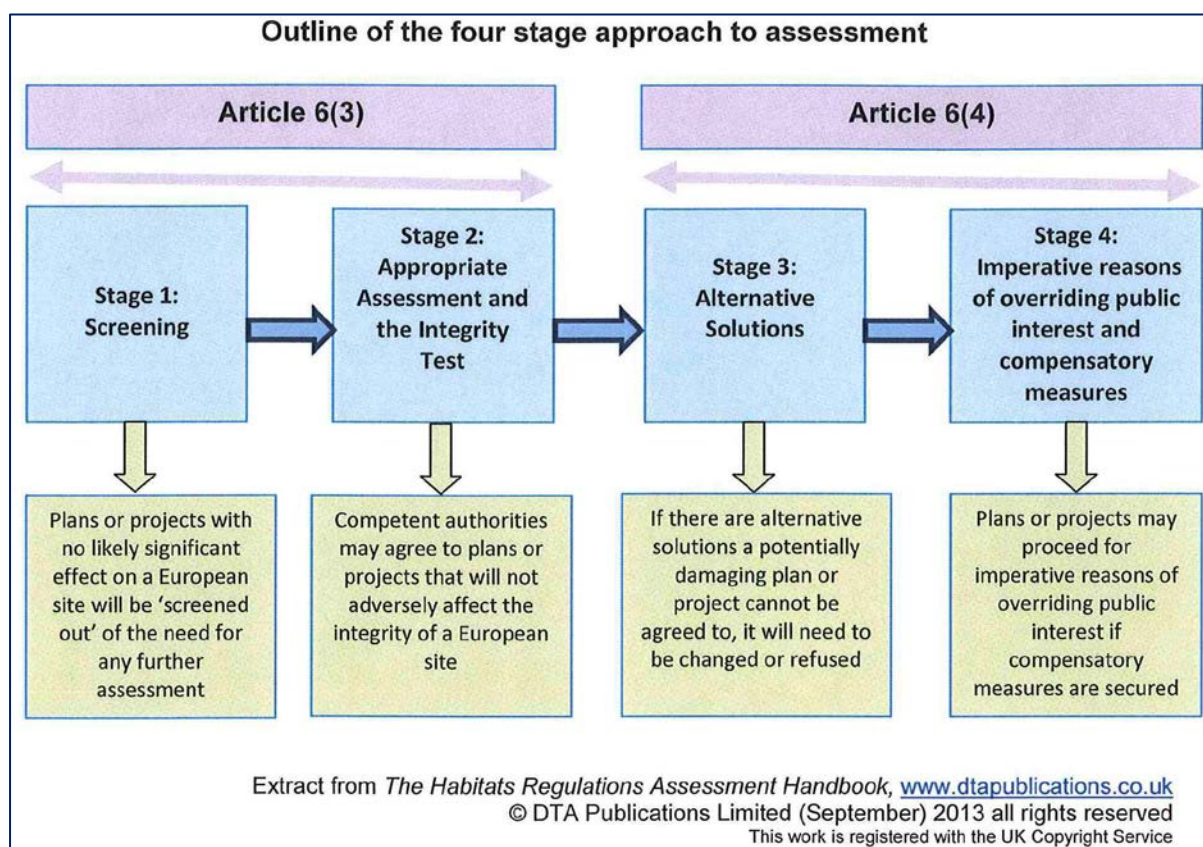 Outline of the four stage approach to assessment
Article 6(3)
Article 6(4)
Stage 1:
Screening
Stage 2:
Appropriate
Assessment and
the Integrity
Test
Stage 3:
Alternative
Solutions
Stage 4:
Imperative reasons
of overriding public
interest and
compensatory
measures
Plans or projects with
no likely significant
effect on a European
site will be ‘screened
out’ of the need for
any further
assessment
Competent authorities
may agree to plans or
projects that will not
adversely affect the
integrity of a European
site
If there are alternative
solutions a potentially
damaging plan or
project cannot be
agreed to, it will need to
be changed or refused
Plans or projects may
proceed for
imperative reasons of
overriding public
interest if
compensatory
measures are secured
Extract from The Habitats Regulations Assessment Handbook, www.dtapublications.co.uk
© DTA Publications Limited (September) 2013 all rights reserved
This work is registered with the UK Copyright Service